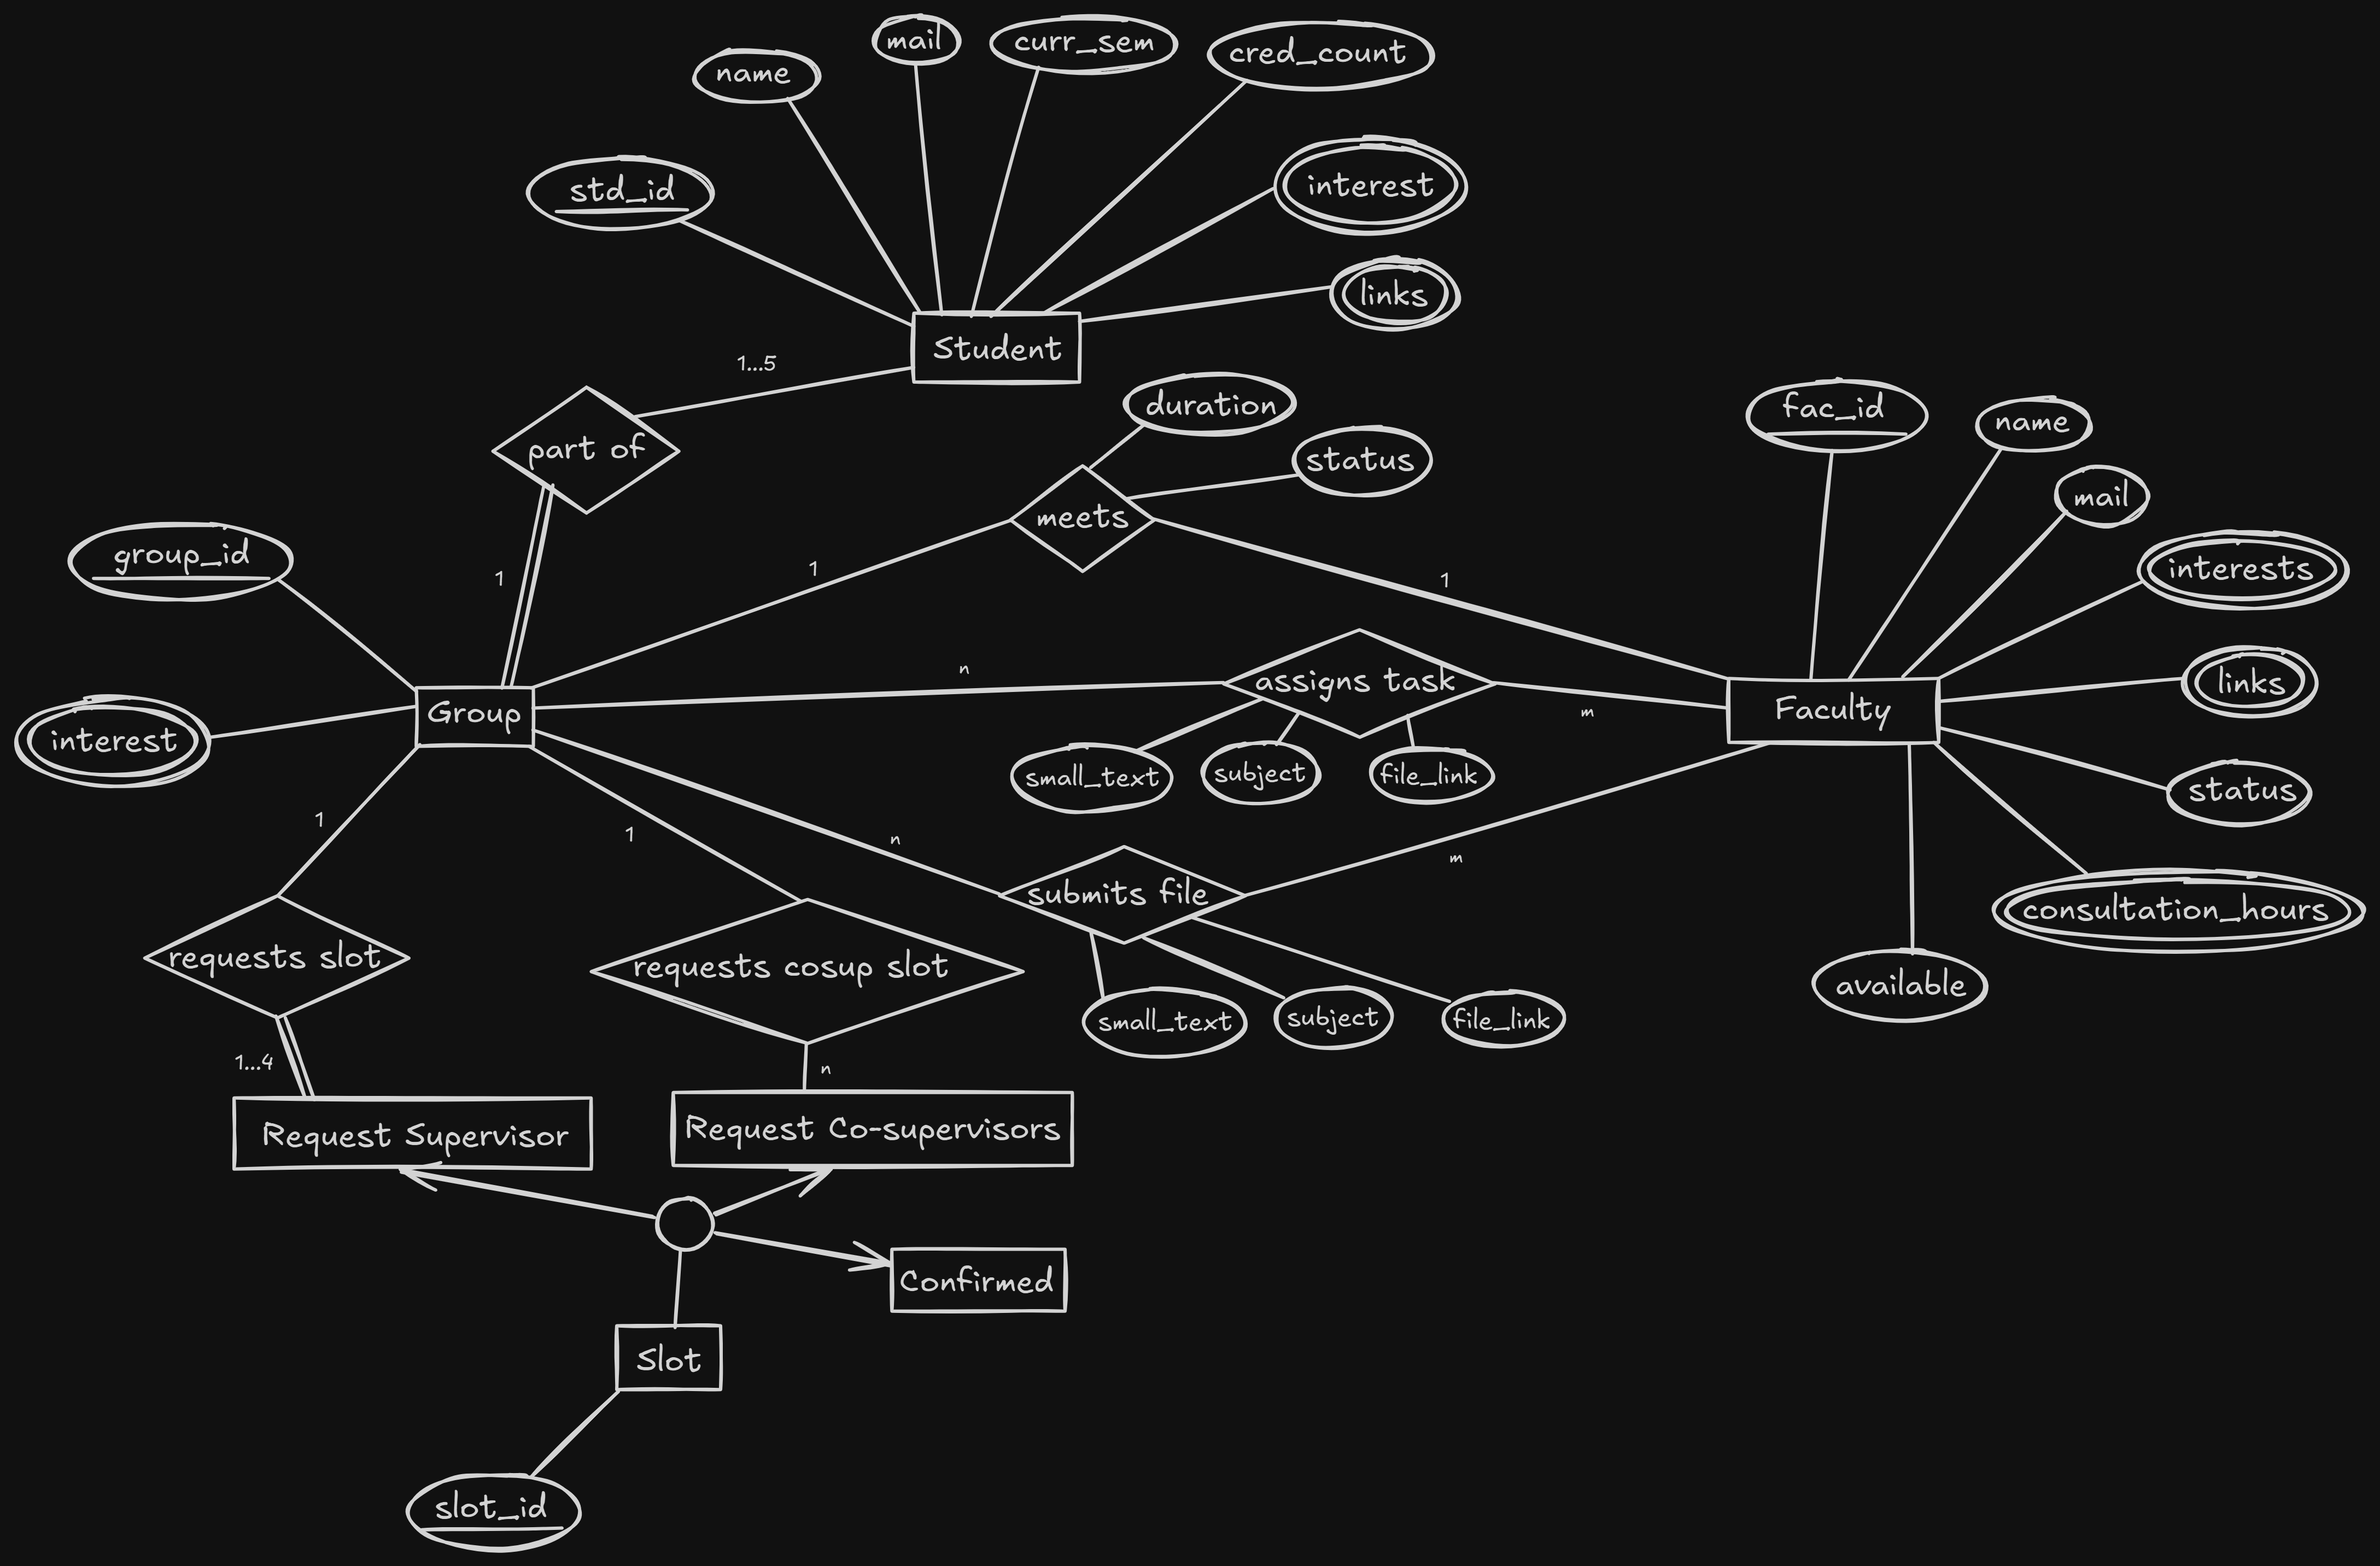 mail
curr_sem
cred_count
name
std_id
interest
links
Student
1...5
part of
duration
status
meets
fac_id
name
mail
interests
links
status
consultation_hours
available
Faculty
group_id
interest
Group
1
1
1
n
assigns task
m
small_text
subject
file_link
1
1
n
m
submits file
small_text
subject
file_link
requests slot
requests cosup slot
1...4
n
Request Supervisor
Request Co-supervisors
Confirmed
Slot
slot_id